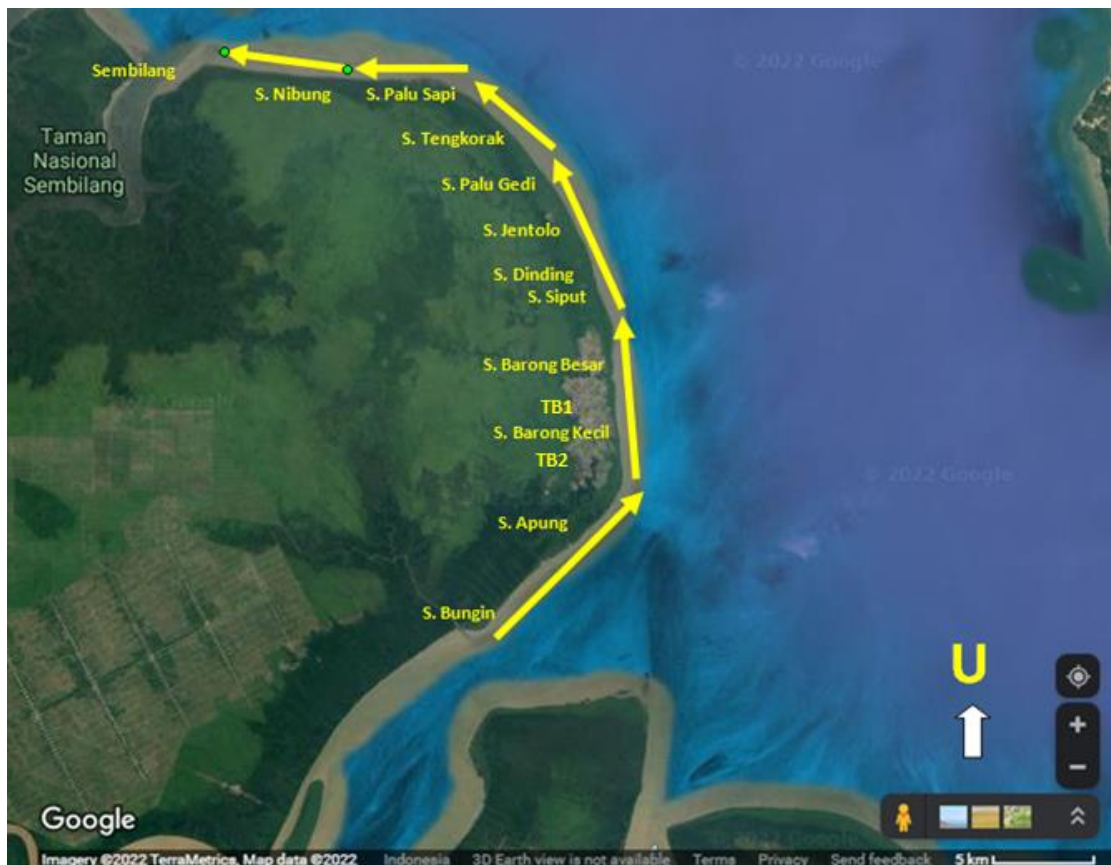 © 2022 Google
Sembilang
S. Nibung
S. Palu Sapi
Taman
Nasional
Sembilang
S. Tengkorak
S. Palu Gedi
S. Jentolo
S. Dinding
S. Siput
S. Barong Besar
TB1
S. Barong Kecil
TB2
© 2022 Google
S. Apung
S. Bungin
U
+
−
Google
Imagery ©2022 TerraMetrics, Map data ©2022 Indonesia 3D Earth view is not available Terms Privacy Send feedback 5 km